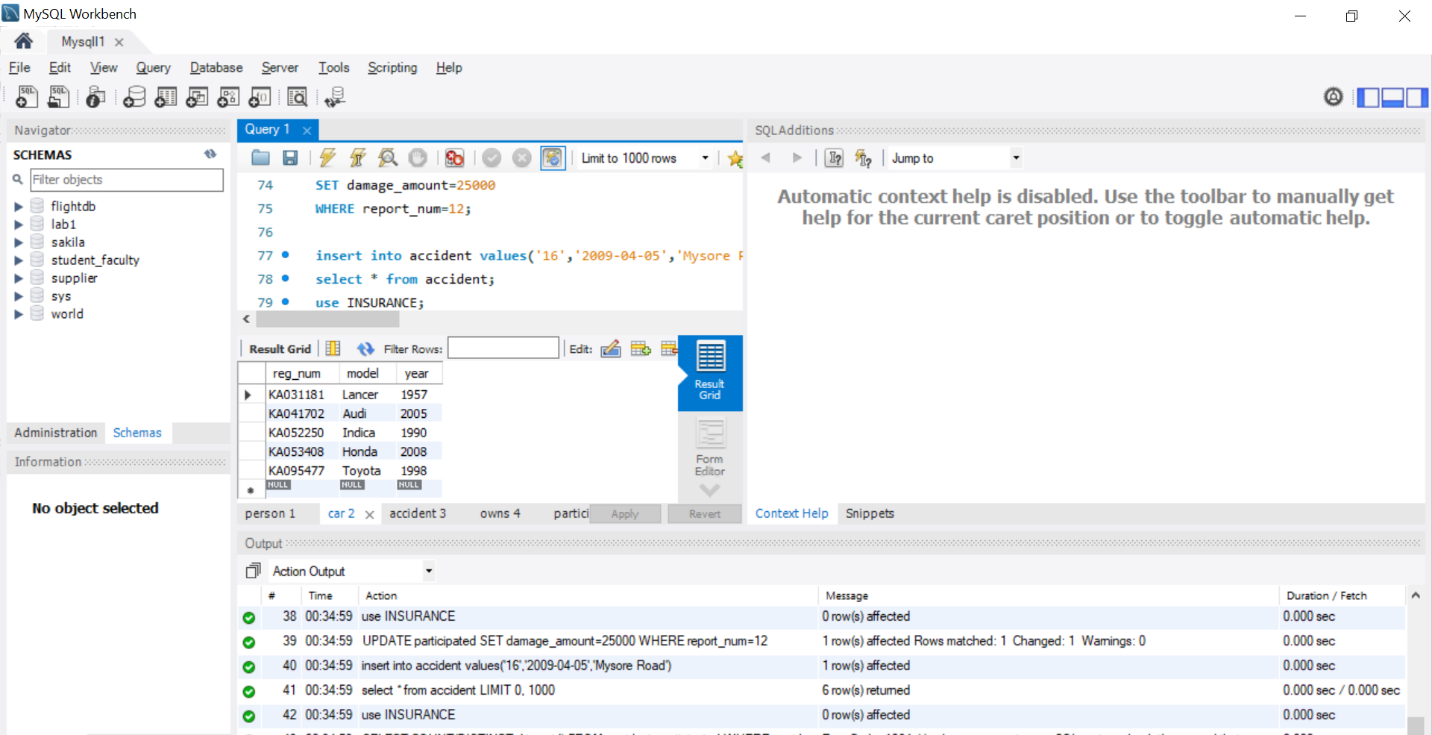 MySQL Workbench
Mysqll1
File Edit View Query Database Server Tools Scripting Help
Navigator
SCHEMAS
Filter objects
flightdb
lab1
sakila
student_faculty
supplier
sys
world
Administration Schemas
Information
No object selected
Query 1
Limit to 1000 rows
74 SET damage_amount=25000
75 WHERE report_num=12;
76
77 insert into accident values('16','2009-04-05','Mysore R
78 select * from accident;
79 use INSURANCE;
Result Grid Filter Rows: Edit:
reg_num model year
KA031181 Lancer 1957
KA041702 Audi 2005
KA052250 Indica 1990
KA053408 Honda 2008
KA095477 Toyota 1998
NULL NULL NULL
Result Grid
Form Editor
person 1 car 2 accident 3 owns 4 partici Apply Revert
SQLAdditions
Jump to
Automatic context help is disabled. Use the toolbar to manually get
help for the current caret position or to toggle automatic help.
Context Help Snippets
Output
Action Output
# Time Action Message Duration / Fetch
38 00:34:59 use INSURANCE 0 row(s) affected 0.000 sec
39 00:34:59 UPDATE participated SET damage_amount=25000 WHERE report_num=12 1 row(s) affected Rows matched: 1 Changed: 1 Warnings: 0 0.000 sec
40 00:34:59 insert into accident values('16','2009-04-05','Mysore Road') 1 row(s) affected 0.000 sec
41 00:34:59 select * from accident LIMIT 0, 1000 6 row(s) returned 0.000 sec / 0.000 sec
42 00:34:59 use INSURANCE 0 row(s) affected 0.000 sec